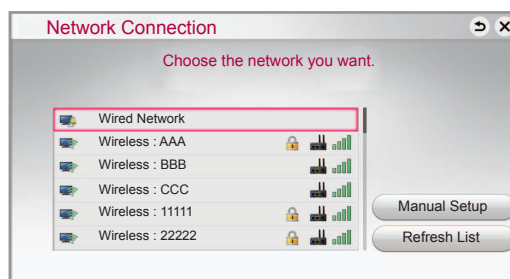 Network Connection
Choose the network you want.
Wired Network
Wireless : AAA
Wireless : BBB
Wireless : CCC
Wireless : 11111
Wireless : 22222
Manual Setup
Refresh List